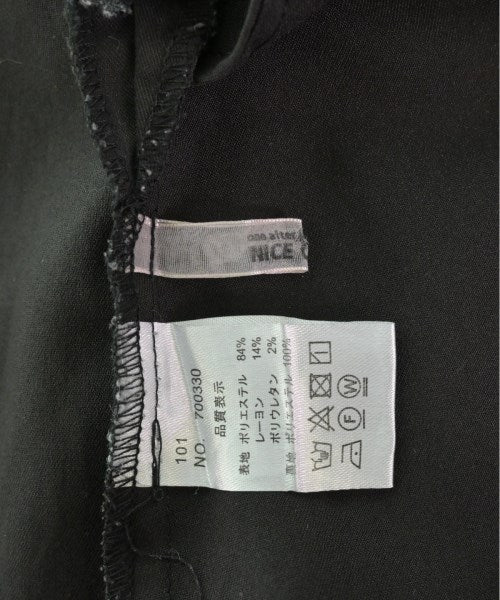 one after
NICE
101
NO. 700330
品質表示
表地 ポリエステル 84%
レーヨン 14%
ポリウレタン 2%
裏地 ポリエステル 100%